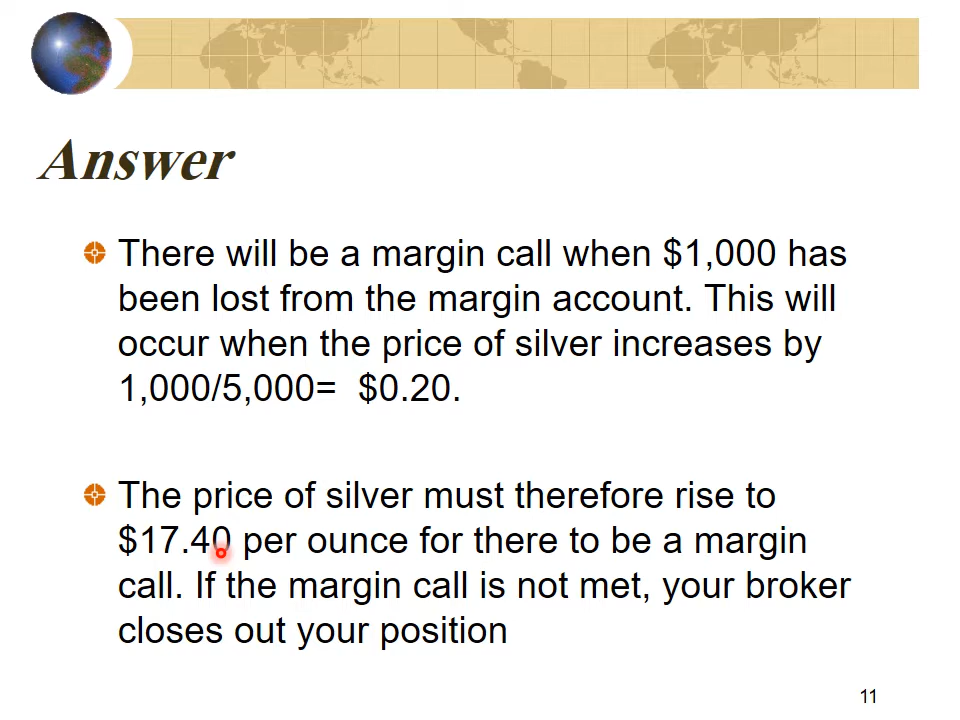 Answer
There will be a margin call when $1,000 has
been lost from the margin account. This will
occur when the price of silver increases by
1,000/5,000=  $0.20.
The price of silver must therefore rise to
$17.40 per ounce for there to be a margin
call. If the margin call is not met, your broker
closes out your position
11